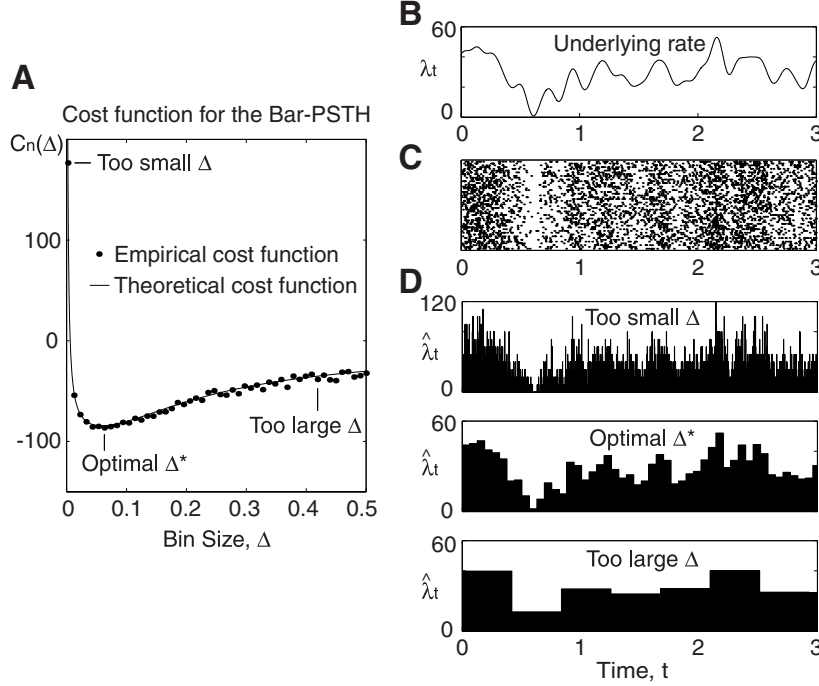 A
Cost function for the Bar-PSTH
Cn(Δ)
Too small Δ
100
Empirical cost function
Theoretical cost function
0
Too large Δ
-100
Optimal Δ*
0 0.1 0.2 0.3 0.4 0.5
Bin Size, Δ
B
60
Underlying rate
λt
0
0 1 2 3
C
0 1 2 3
D
120
Too small Δ
λ̂t
0
60
Optimal Δ*
λ̂t
0
60
Too large Δ
λ̂t
0
0 1 2 3
Time, t